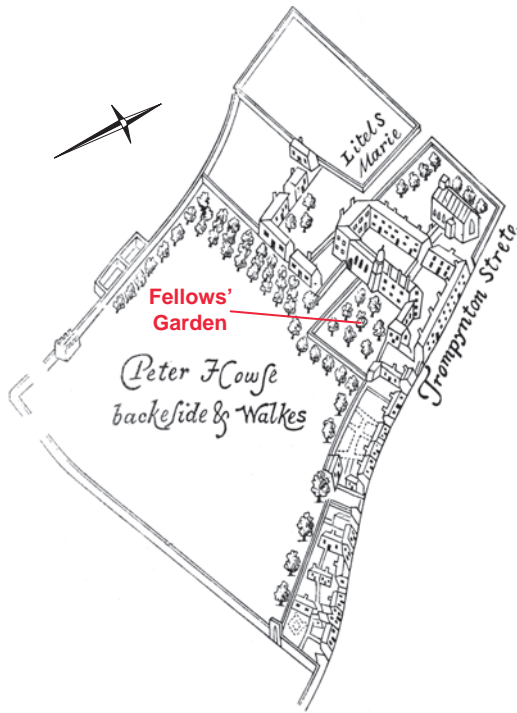 Litel S
Marie
Trompynton Strete
Fellows’
Garden
Peter Howse
backeside & Walkes